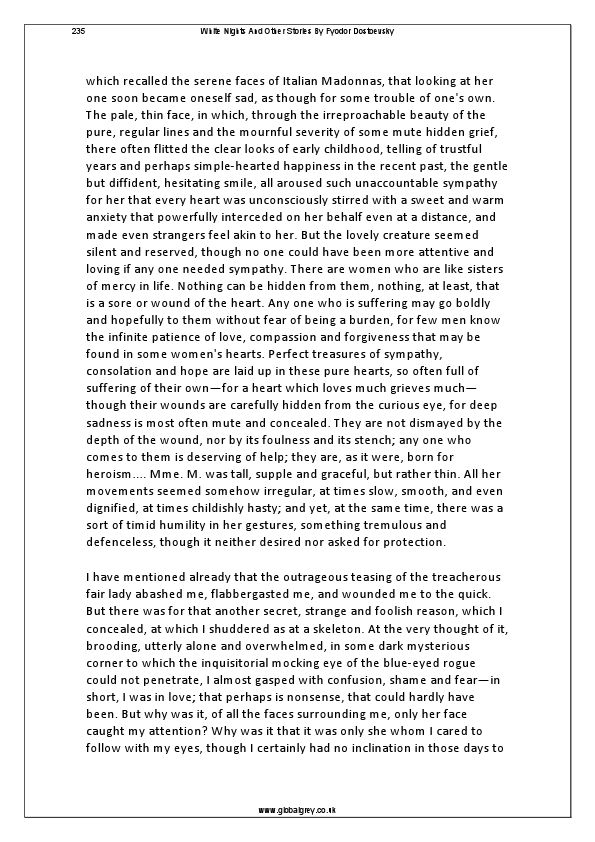 235 White Nights And Other Stories By Fyodor Dostoevsky
which recalled the serene faces of Italian Madonnas, that looking at her
one soon became oneself sad, as though for some trouble of one's own.
The pale, thin face, in which, through the irreproachable beauty of the
pure, regular lines and the mournful severity of some mute hidden grief,
there often flitted the clear looks of early childhood, telling of trustful
years and perhaps simple-hearted happiness in the recent past, the gentle
but diffident, hesitating smile, all aroused such unaccountable sympathy
for her that every heart was unconsciously stirred with a sweet and warm
anxiety that powerfully interceded on her behalf even at a distance, and
made even strangers feel akin to her. But the lovely creature seemed
silent and reserved, though no one could have been more attentive and
loving if any one needed sympathy. There are women who are like sisters
of mercy in life. Nothing can be hidden from them, nothing, at least, that
is a sore or wound of the heart. Any one who is suffering may go boldly
and hopefully to them without fear of being a burden, for few men know
the infinite patience of love, compassion and forgiveness that may be
found in some women's hearts. Perfect treasures of sympathy,
consolation and hope are laid up in these pure hearts, so often full of
suffering of their own—for a heart which loves much grieves much—
though their wounds are carefully hidden from the curious eye, for deep
sadness is most often mute and concealed. They are not dismayed by the
depth of the wound, nor by its foulness and its stench; any one who
comes to them is deserving of help; they are, as it were, born for
heroism.... Mme. M. was tall, supple and graceful, but rather thin. All her
movements seemed somehow irregular, at times slow, smooth, and even
dignified, at times childishly hasty; and yet, at the same time, there was a
sort of timid humility in her gestures, something tremulous and
defenceless, though it neither desired nor asked for protection.
I have mentioned already that the outrageous teasing of the treacherous
fair lady abashed me, flabbergasted me, and wounded me to the quick.
But there was for that another secret, strange and foolish reason, which I
concealed, at which I shuddered as at a skeleton. At the very thought of it,
brooding, utterly alone and overwhelmed, in some dark mysterious
corner to which the inquisitorial mocking eye of the blue-eyed rogue
could not penetrate, I almost gasped with confusion, shame and fear—in
short, I was in love; that perhaps is nonsense, that could hardly have
been. But why was it, of all the faces surrounding me, only her face
caught my attention? Why was it that it was only she whom I cared to
follow with my eyes, though I certainly had no inclination in those days to
www.globalgrey.co.uk